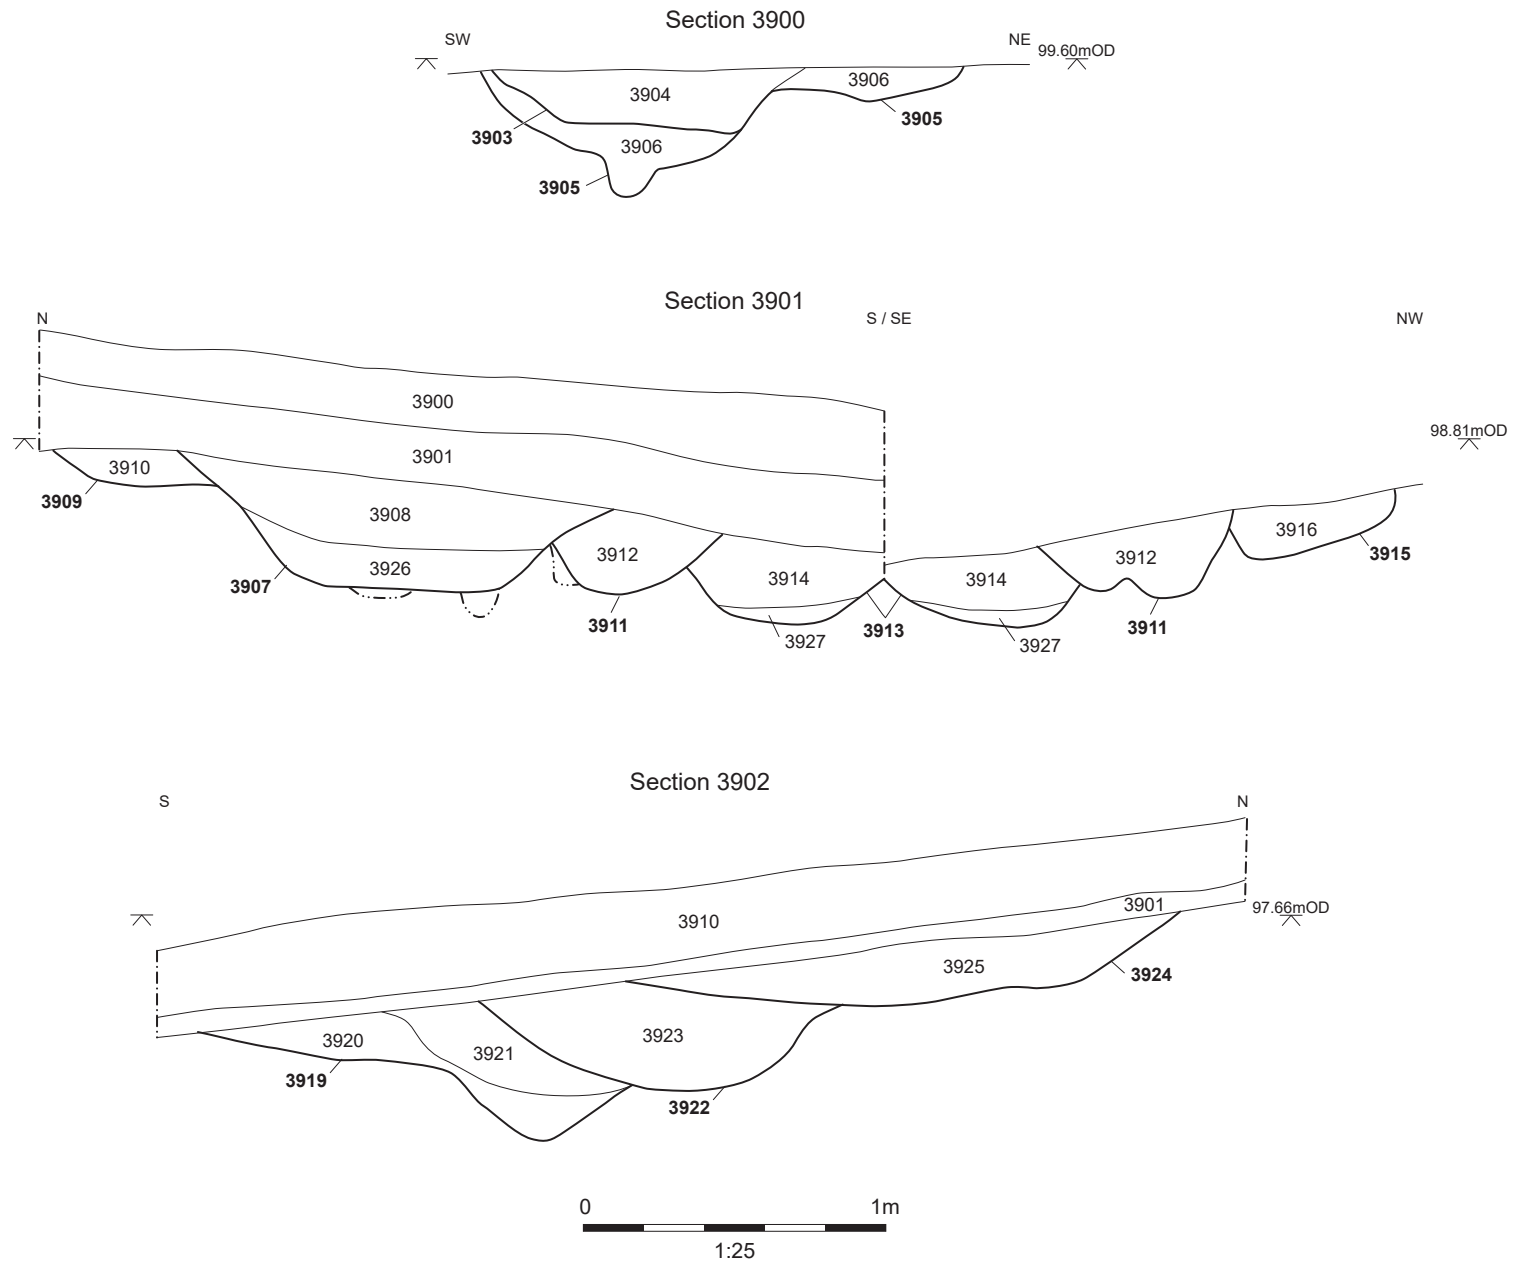 Section 3900
SW NE 99.60mOD
3904 3906
3903 3905
3906
3905
Section 3901
N S / SE NW
3900
98.81mOD
3901
3910
3909
3908
3912 3912 3916 3915
3926 3914 3914
3907
3911 3913 3911
3927 3927
Section 3902
S N
3910 3901 97.66mOD
3925 3924
3920 3921 3923
3919
3922
0 1m
1:25